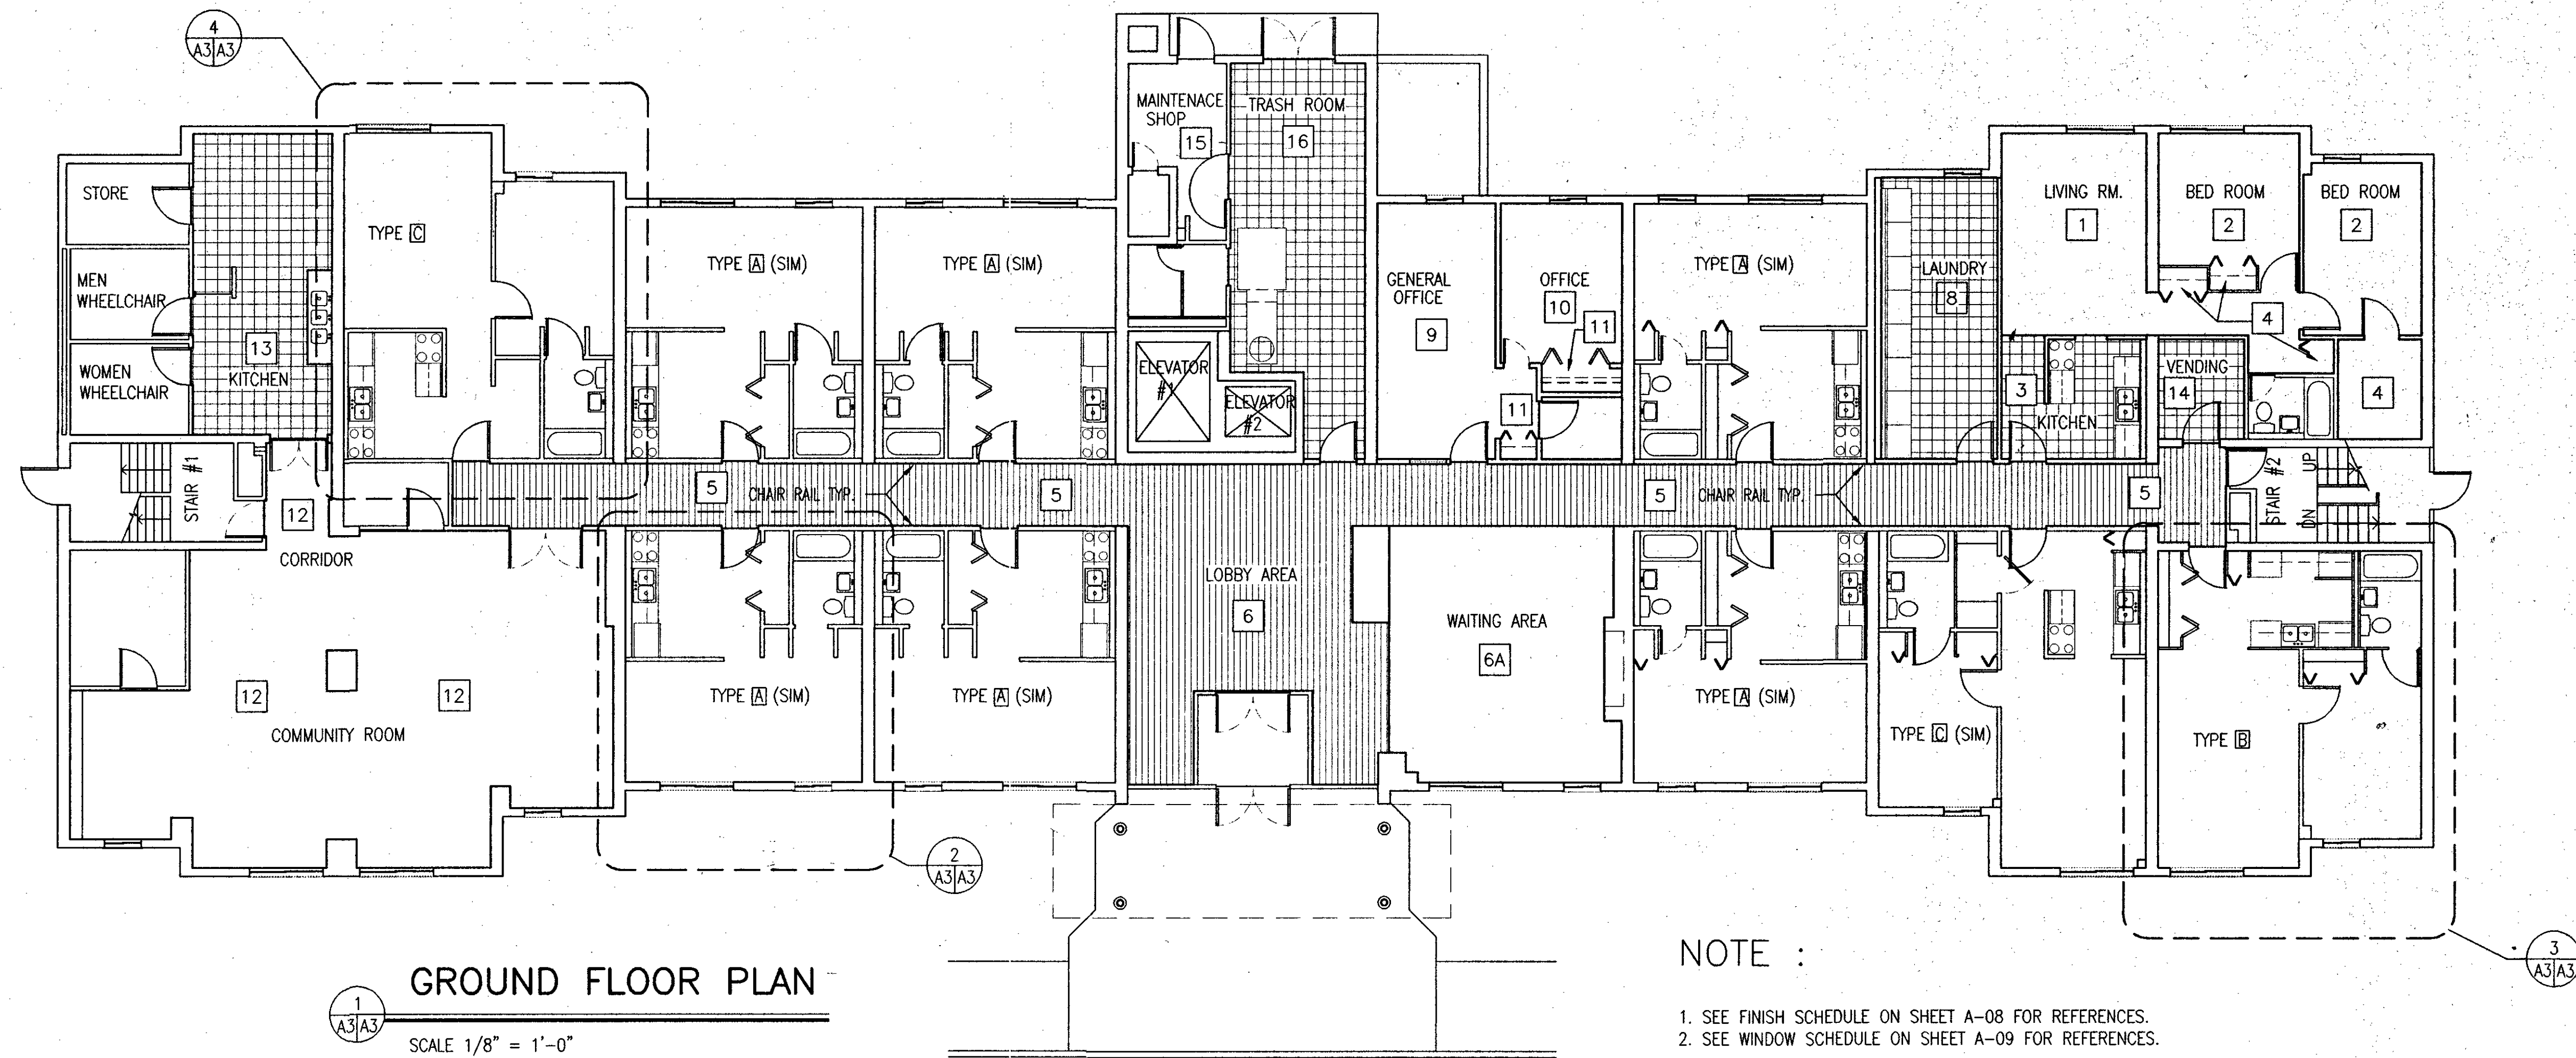 4
A3|A3
MAINTENACE
SHOP
15
TRASH ROOM
16
STORE
MEN
WHEELCHAIR
WOMEN
WHEELCHAIR
13
KITCHEN
TYPE C
TYPE A (SIM)
TYPE A (SIM)
ELEVATOR
#1
ELEVATOR
#2
GENERAL
OFFICE
9
OFFICE
10
11
11
TYPE A (SIM)
LAUNDRY
8
LIVING RM.
1
BED ROOM
2
BED ROOM
2
4
3
KITCHEN
VENDING
14
4
STAIR #1
12
CORRIDOR
5
CHAIR RAIL TYP.
5
5
CHAIR RAIL TYP.
5
STAIR #2
UP
DN
12
12
COMMUNITY ROOM
TYPE A (SIM)
TYPE A (SIM)
LOBBY AREA
6
WAITING AREA
6A
TYPE A (SIM)
TYPE C (SIM)
TYPE B
2
A3|A3
3
A3|A3
1
A3|A3
GROUND FLOOR PLAN
SCALE 1/8" = 1'-0"
NOTE :
1. SEE FINISH SCHEDULE ON SHEET A-08 FOR REFERENCES.
2. SEE WINDOW SCHEDULE ON SHEET A-09 FOR REFERENCES.